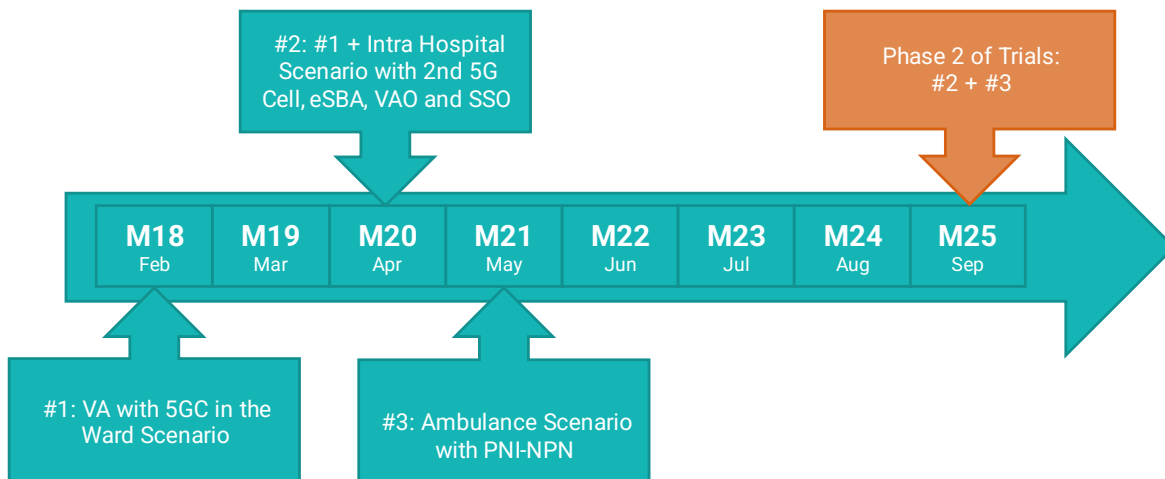 #2: #1 + Intra Hospital
Scenario with 2nd 5G
Cell, eSBA, VAO and SSO
Phase 2 of Trials:
#2 + #3
M18
Feb
M19
Mar
M20
Apr
M21
May
M22
Jun
M23
Jul
M24
Aug
M25
Sep
#1: VA with 5GC in the
Ward Scenario
#3: Ambulance Scenario
with PNI-NPN